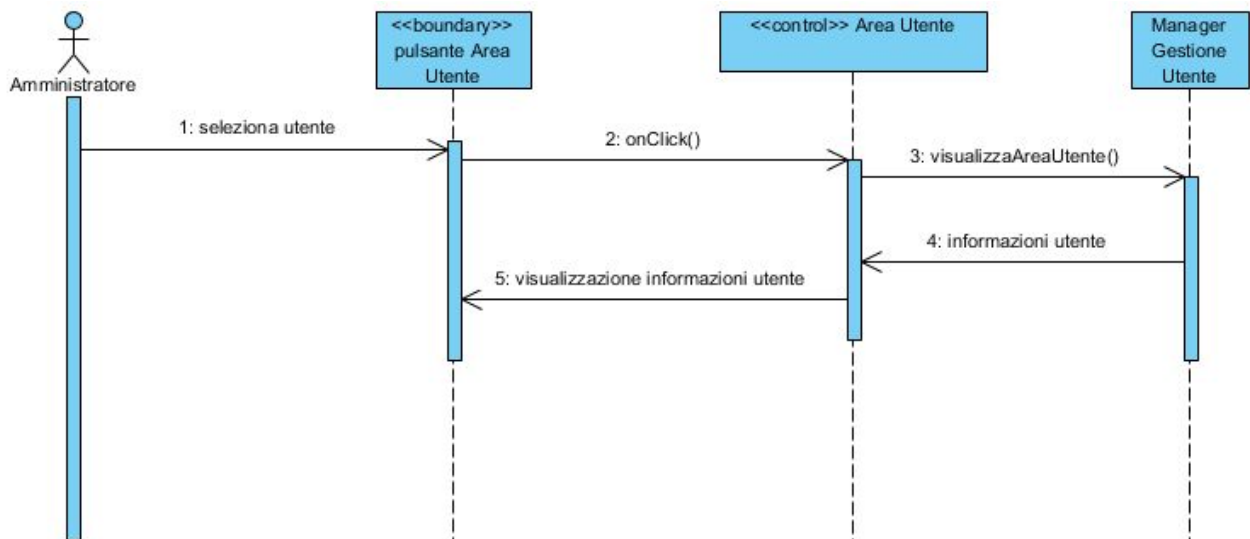 Amministratore
<<boundary>>
pulsante Area
Utente
<<control>> Area Utente
Manager
Gestione
Utente
1: seleziona utente
2: onClick()
3: visualizzaAreaUtente()
4: informazioni utente
5: visualizzazione informazioni utente